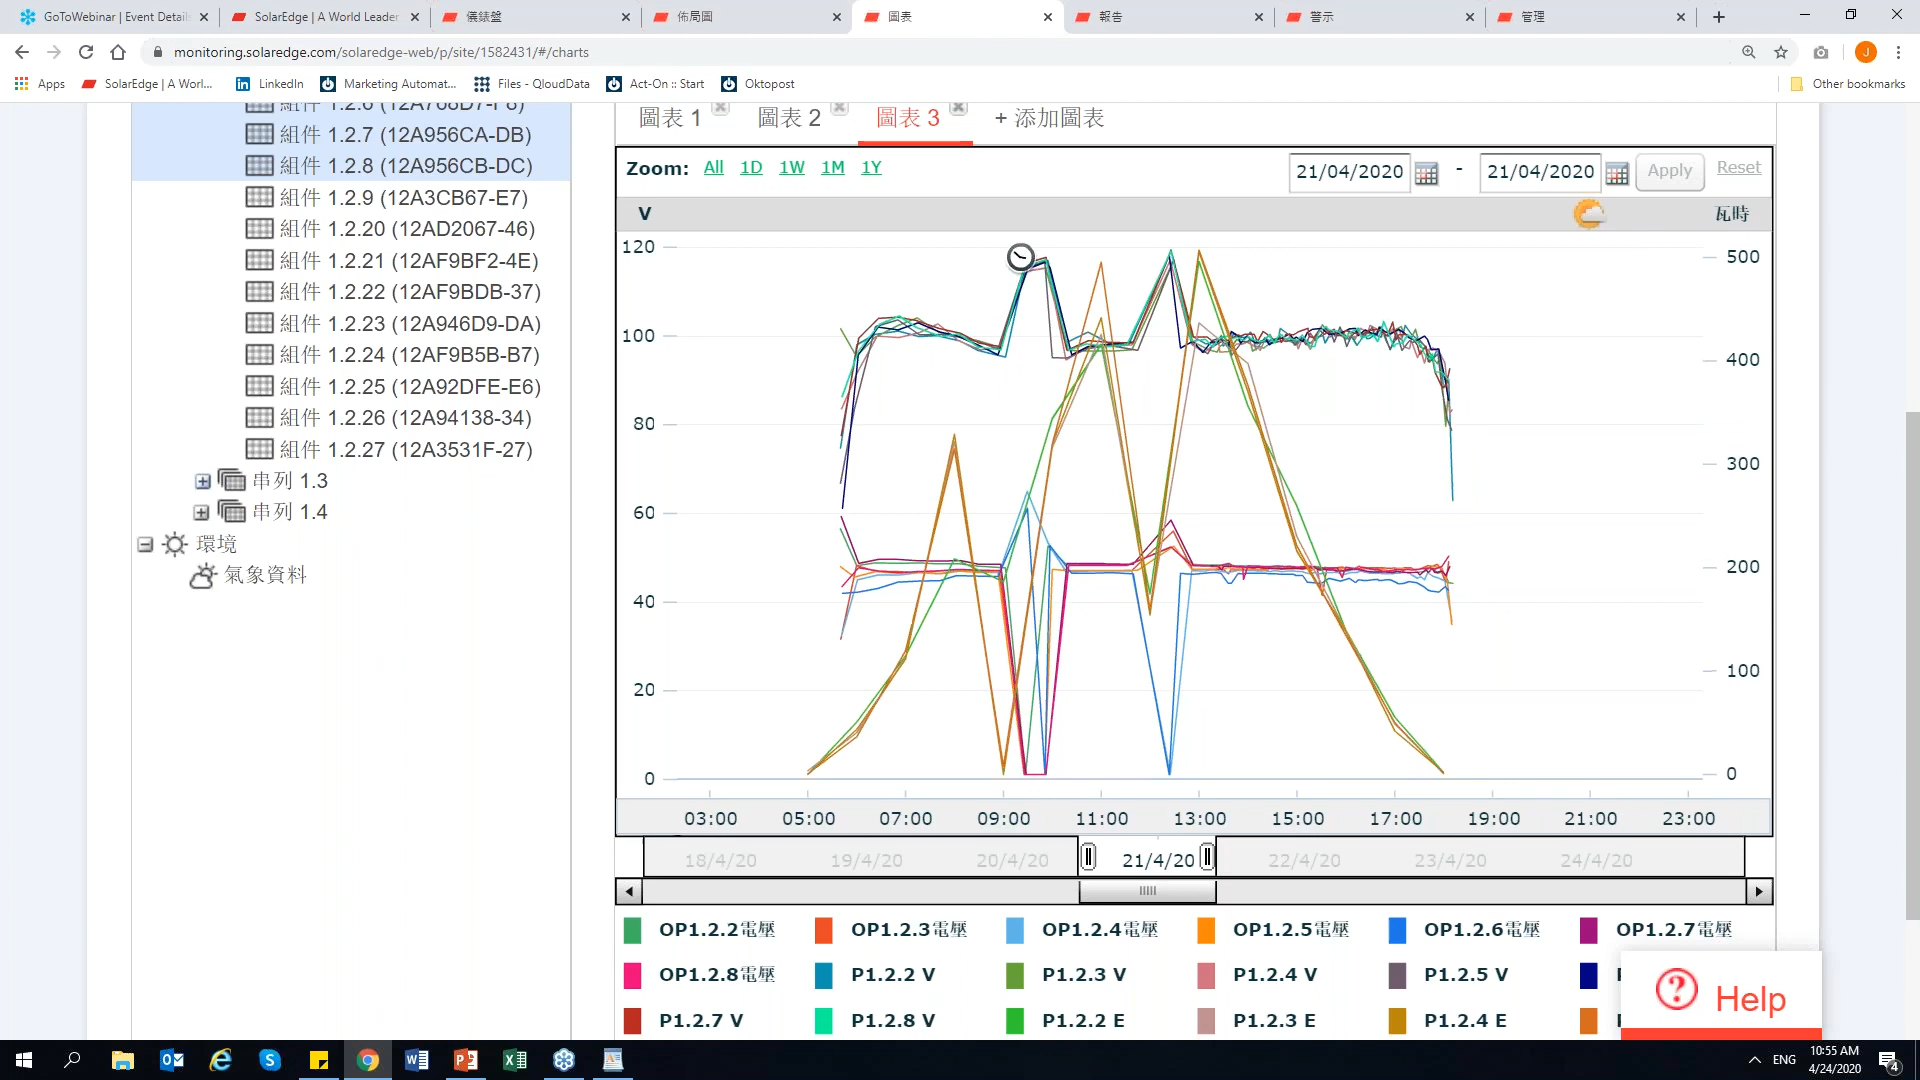 GoToWebinar | Event Details
SolarEdge | A World Leader
儀錶盤
佈局圖
圖表
報告
警示
管理
monitoring.solaredge.com/solaredge-web/p/site/1582431/#/charts
J
Apps
SolarEdge | A Worl...
LinkedIn
Marketing Automat...
Files - QloudData
Act-On :: Start
Oktopost
Other bookmarks
組件 1.2.6 (12A768D7-F8)
組件 1.2.7 (12A956CA-DB)
組件 1.2.8 (12A956CB-DC)
組件 1.2.9 (12A3CB67-E7)
組件 1.2.20 (12AD2067-46)
組件 1.2.21 (12AF9BF2-4E)
組件 1.2.22 (12AF9BDB-37)
組件 1.2.23 (12A946D9-DA)
組件 1.2.24 (12AF9B5B-B7)
組件 1.2.25 (12A92DFE-E6)
組件 1.2.26 (12A94138-34)
組件 1.2.27 (12A3531F-27)
串列 1.3
串列 1.4
環境
氣象資料
圖表 1
圖表 2
圖表 3
+ 添加圖表
Zoom: All 1D 1W 1M 1Y
21/04/2020 - 21/04/2020 Apply Reset
V
瓦時
120
100
80
60
40
20
0
500
400
300
200
100
0
03:00 05:00 07:00 09:00 11:00 13:00 15:00 17:00 19:00 21:00 23:00
18/4/20 19/4/20 20/4/20 21/4/20 22/4/20 23/4/20 24/4/20
OP1.2.2電壓 OP1.2.3電壓 OP1.2.4電壓 OP1.2.5電壓 OP1.2.6電壓 OP1.2.7電壓
OP1.2.8電壓 P1.2.2 V P1.2.3 V P1.2.4 V P1.2.5 V
P1.2.7 V P1.2.8 V P1.2.2 E P1.2.3 E P1.2.4 E
? Help
ENG
10:55 AM
4/24/2020
4